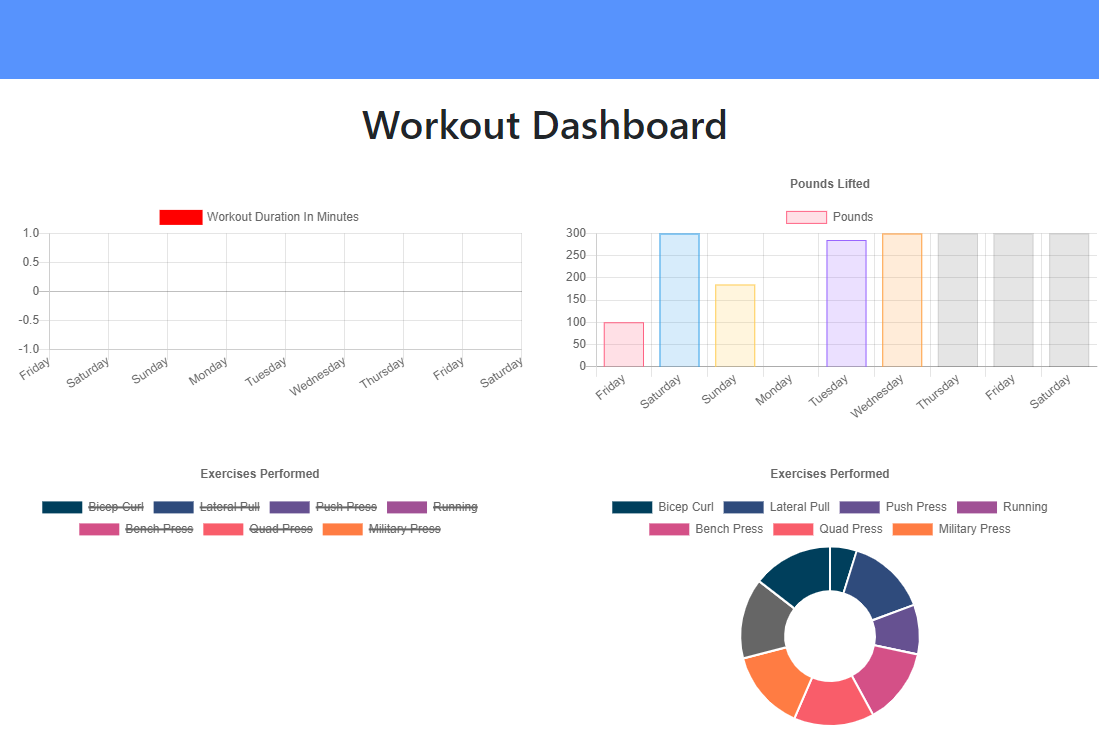 Workout Dashboard
Workout Duration In Minutes
1.0
0.5
0
-0.5
-1.0
Friday Saturday Sunday Monday Tuesday Wednesday Thursday Friday Saturday
Pounds Lifted
Pounds
300
250
200
150
100
50
0
Friday Saturday Sunday Monday Tuesday Wednesday Thursday Friday Saturday
Exercises Performed
Bicep Curl Lateral Pull Push Press Running
Bench Press Quad Press Military Press
Exercises Performed
Bicep Curl Lateral Pull Push Press Running
Bench Press Quad Press Military Press